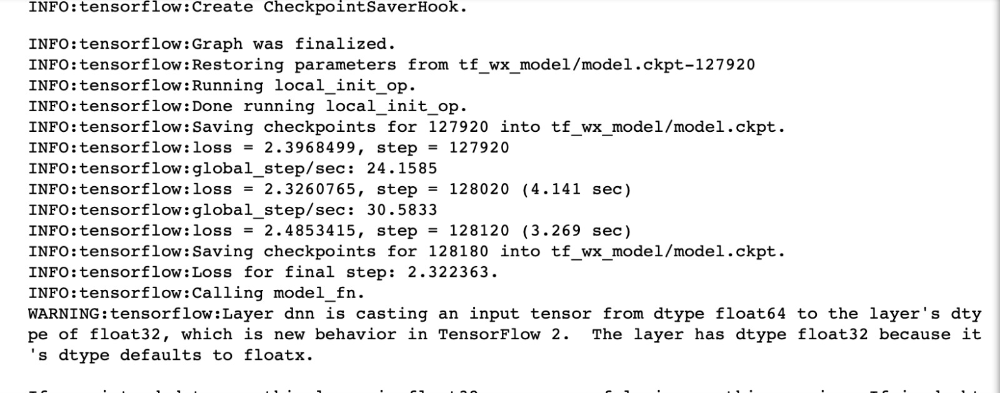 INFO:tensorflow:Create CheckpointSaverHook.
INFO:tensorflow:Graph was finalized.
INFO:tensorflow:Restoring parameters from tf_wx_model/model.ckpt-127920
INFO:tensorflow:Running local_init_op.
INFO:tensorflow:Done running local_init_op.
INFO:tensorflow:Saving checkpoints for 127920 into tf_wx_model/model.ckpt.
INFO:tensorflow:loss = 2.3968499, step = 127920
INFO:tensorflow:global_step/sec: 24.1585
INFO:tensorflow:loss = 2.3260765, step = 128020 (4.141 sec)
INFO:tensorflow:global_step/sec: 30.5833
INFO:tensorflow:loss = 2.4853415, step = 128120 (3.269 sec)
INFO:tensorflow:Saving checkpoints for 128180 into tf_wx_model/model.ckpt.
INFO:tensorflow:Loss for final step: 2.322363.
INFO:tensorflow:Calling model_fn.
WARNING:tensorflow:Layer dnn is casting an input tensor from dtype float64 to the layer's dty
pe of float32, which is new behavior in TensorFlow 2.  The layer has dtype float32 because it
's dtype defaults to floatx.